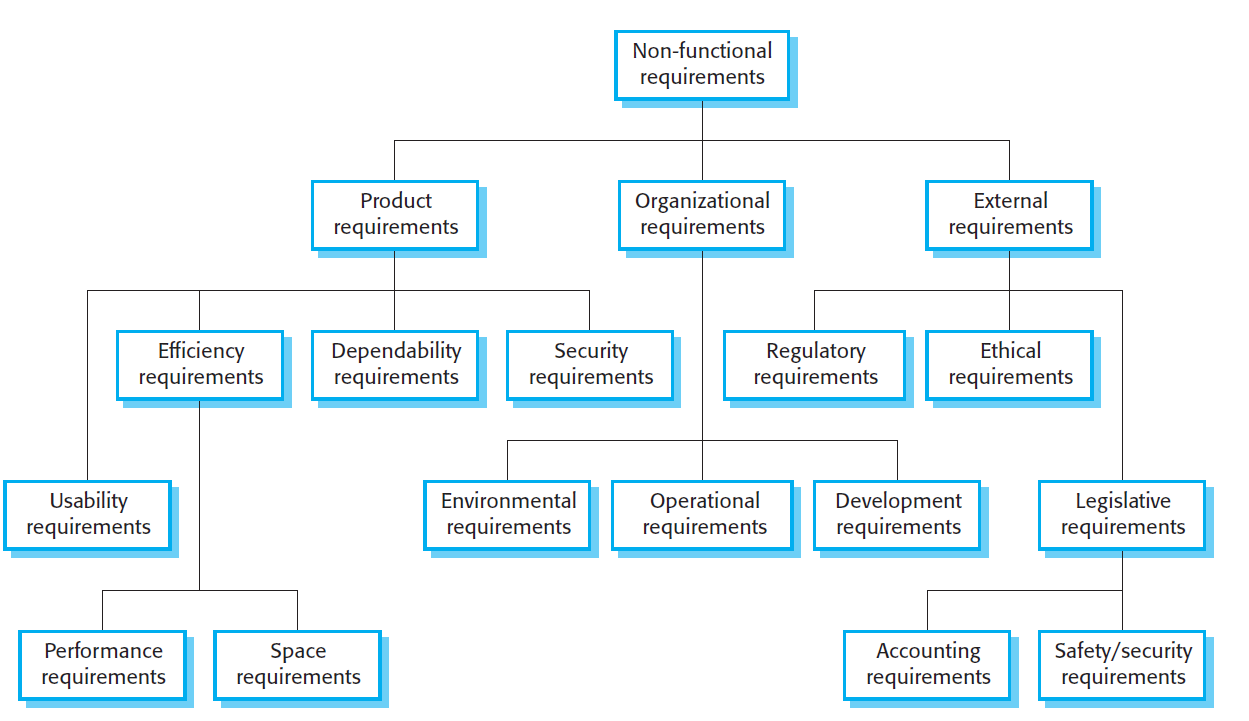 Non-functional
requirements
Product
requirements
Organizational
requirements
External
requirements
Efficiency
requirements
Dependability
requirements
Security
requirements
Regulatory
requirements
Ethical
requirements
Usability
requirements
Environmental
requirements
Operational
requirements
Development
requirements
Legislative
requirements
Performance
requirements
Space
requirements
Accounting
requirements
Safety/security
requirements